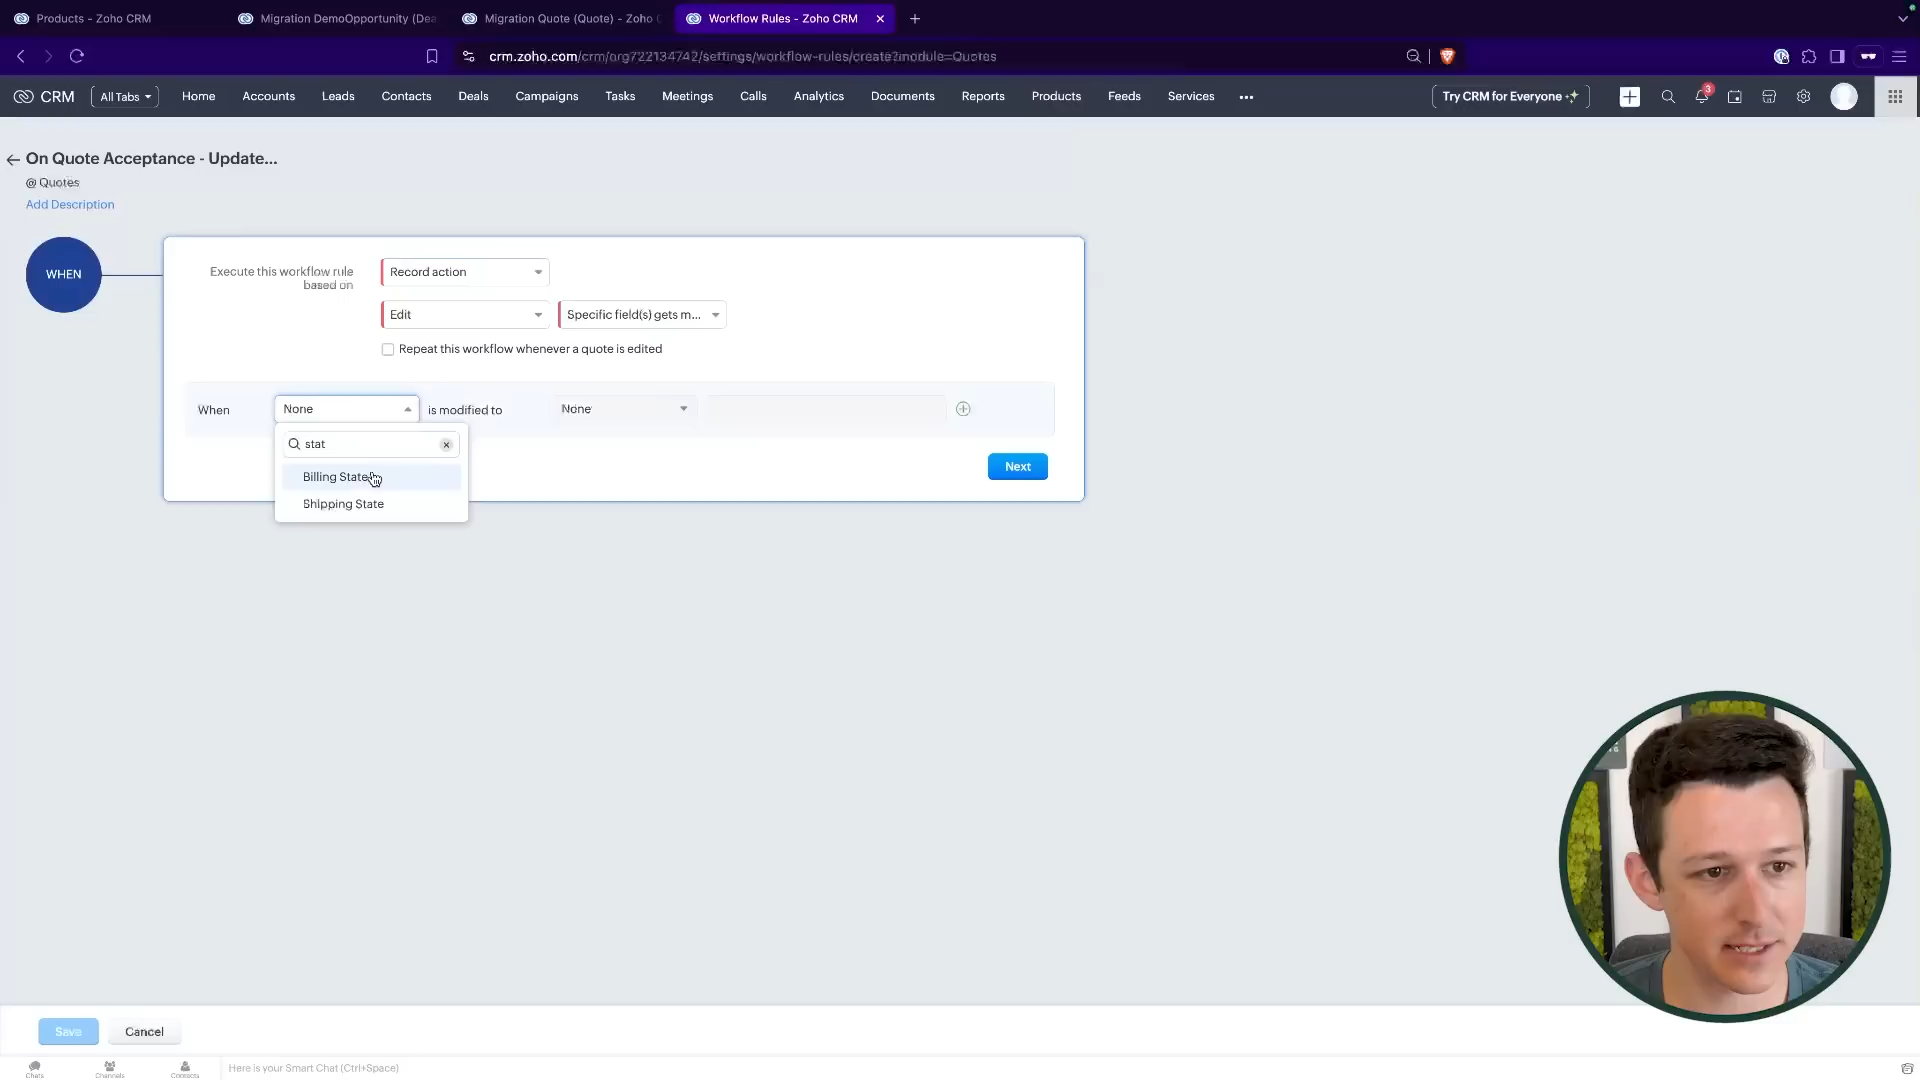 Products - Zoho CRM
Migration DemoOpportunity (Dea
Migration Quote (Quote) - Zoho C
Workflow Rules - Zoho CRM
crm.zoho.com/crm/org722134742/settings/workflow-rules/create?module=Quotes
CRM
All Tabs
Home
Accounts
Leads
Contacts
Deals
Campaigns
Tasks
Meetings
Calls
Analytics
Documents
Reports
Products
Feeds
Services
Try CRM for Everyone
3
On Quote Acceptance - Update...
@ Quotes
Add Description
WHEN
Execute this workflow rule
based on
Record action
Edit
Specific field(s) gets m...
Repeat this workflow whenever a quote is edited
When
None
is modified to
None
stat
Billing State
Shipping State
Next
Save
Cancel
Chats
Channels
Contacts
Here is your Smart Chat (Ctrl+Space)